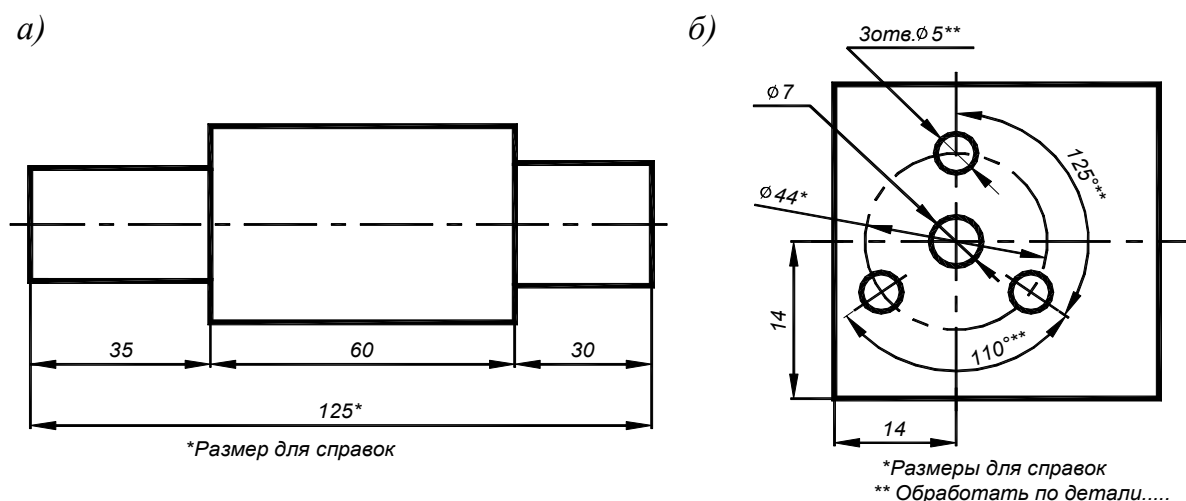 а)
35
60
30
125*
*Размер для справок
б)
3отв.⌀5**
⌀7
⌀44*
125°**
14
110°**
14
*Размеры для справок
** Обработать по детали.....